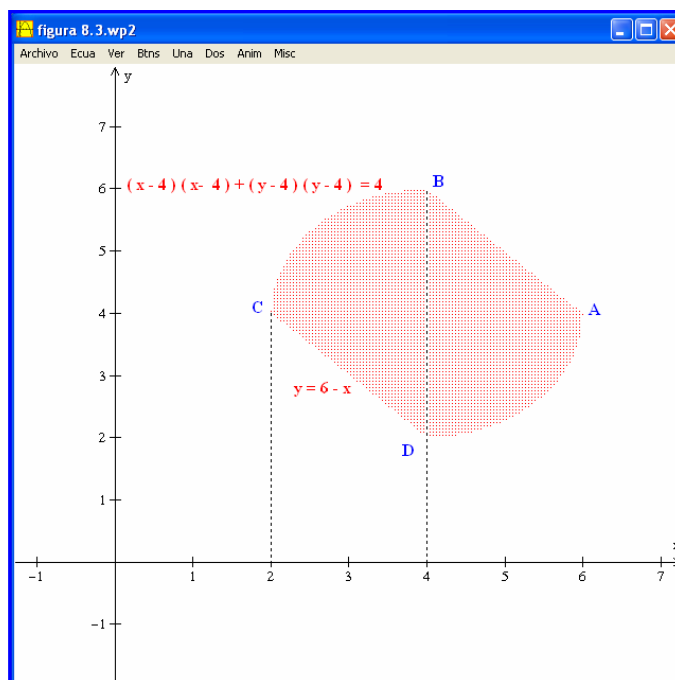 figura 8.3.wp2
Archivo Ecua Ver Btns Una Dos Anim Misc
y
7
( x - 4 ) ( x - 4 ) + ( y - 4 ) ( y - 4 ) = 4
B
6
5
C
4
A
3
y = 6 - x
2
D
1
x
-1 1 2 3 4 5 6 7
-1